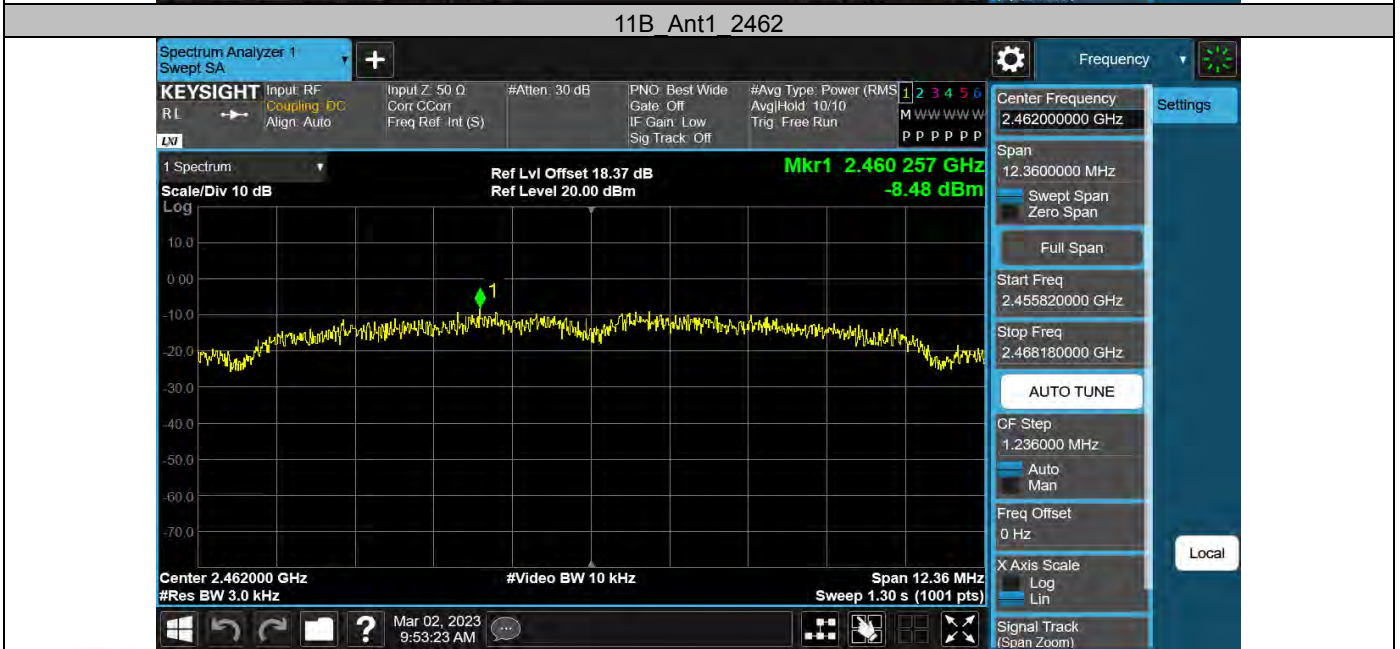 11B_Ant1_2462
Spectrum Analyzer 1
Swept SA
+
Frequency
KEYSIGHT
RL
LXI
Input: RF
Coupling: DC
Align: Auto
Input Z: 50 Ω
Corr CCorr
Freq Ref: Int (S)
#Atten: 30 dB
PNO: Best Wide
Gate: Off
IF Gain: Low
Sig Track: Off
#Avg Type: Power (RMS
Avg|Hold: 10/10
Trig: Free Run
1 2 3 4 5 6
M W W W W W
P P P P P P
1 Spectrum
Scale/Div 10 dB
Log
Ref Lvl Offset 18.37 dB
Ref Level 20.00 dBm
Mkr1 2.460 257 GHz
-8.48 dBm
1
10.0
0.00
-10.0
-20.0
-30.0
-40.0
-50.0
-60.0
-70.0
Center 2.462000 GHz
#Res BW 3.0 kHz
#Video BW 10 kHz
Span 12.36 MHz
Sweep 1.30 s (1001 pts)
Center Frequency
2.462000000 GHz
Settings
Span
12.3600000 MHz
Swept Span
Zero Span
Full Span
Start Freq
2.455820000 GHz
Stop Freq
2.468180000 GHz
AUTO TUNE
CF Step
1.236000 MHz
Auto
Man
Freq Offset
0 Hz
X Axis Scale
Log
Lin
Local
Signal Track
(Span Zoom)
?
Mar 02, 2023
9:53:23 AM